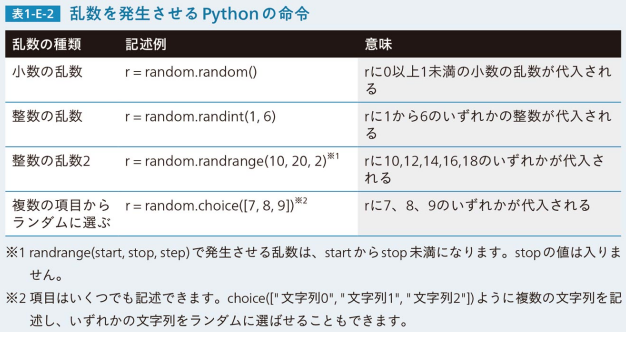 表1-E-2 乱数を発生させるPythonの命令
乱数の種類 記述例 意味
小数の乱数 r = random.random() rに0以上1未満の小数の乱数が代入され
る
整数の乱数 r = random.randint(1, 6) rに1から6のいずれかの整数が代入され
る
整数の乱数2 r = random.randrange(10, 20, 2)※1 rに10,12,14,16,18のいずれかが代入さ
れる
複数の項目から r = random.choice([7, 8, 9])※2 rに7、8、9のいずれかが代入される
ランダムに選ぶ
※1 randrange(start, stop, step)で発生させる乱数は、startからstop未満になります。stopの値は入りま
せん。
※2 項目はいくつでも記述できます。choice(["文字列0", "文字列1", "文字列2"])ように複数の文字列を記
述し、いずれかの文字列をランダムに選ばせることもできます。